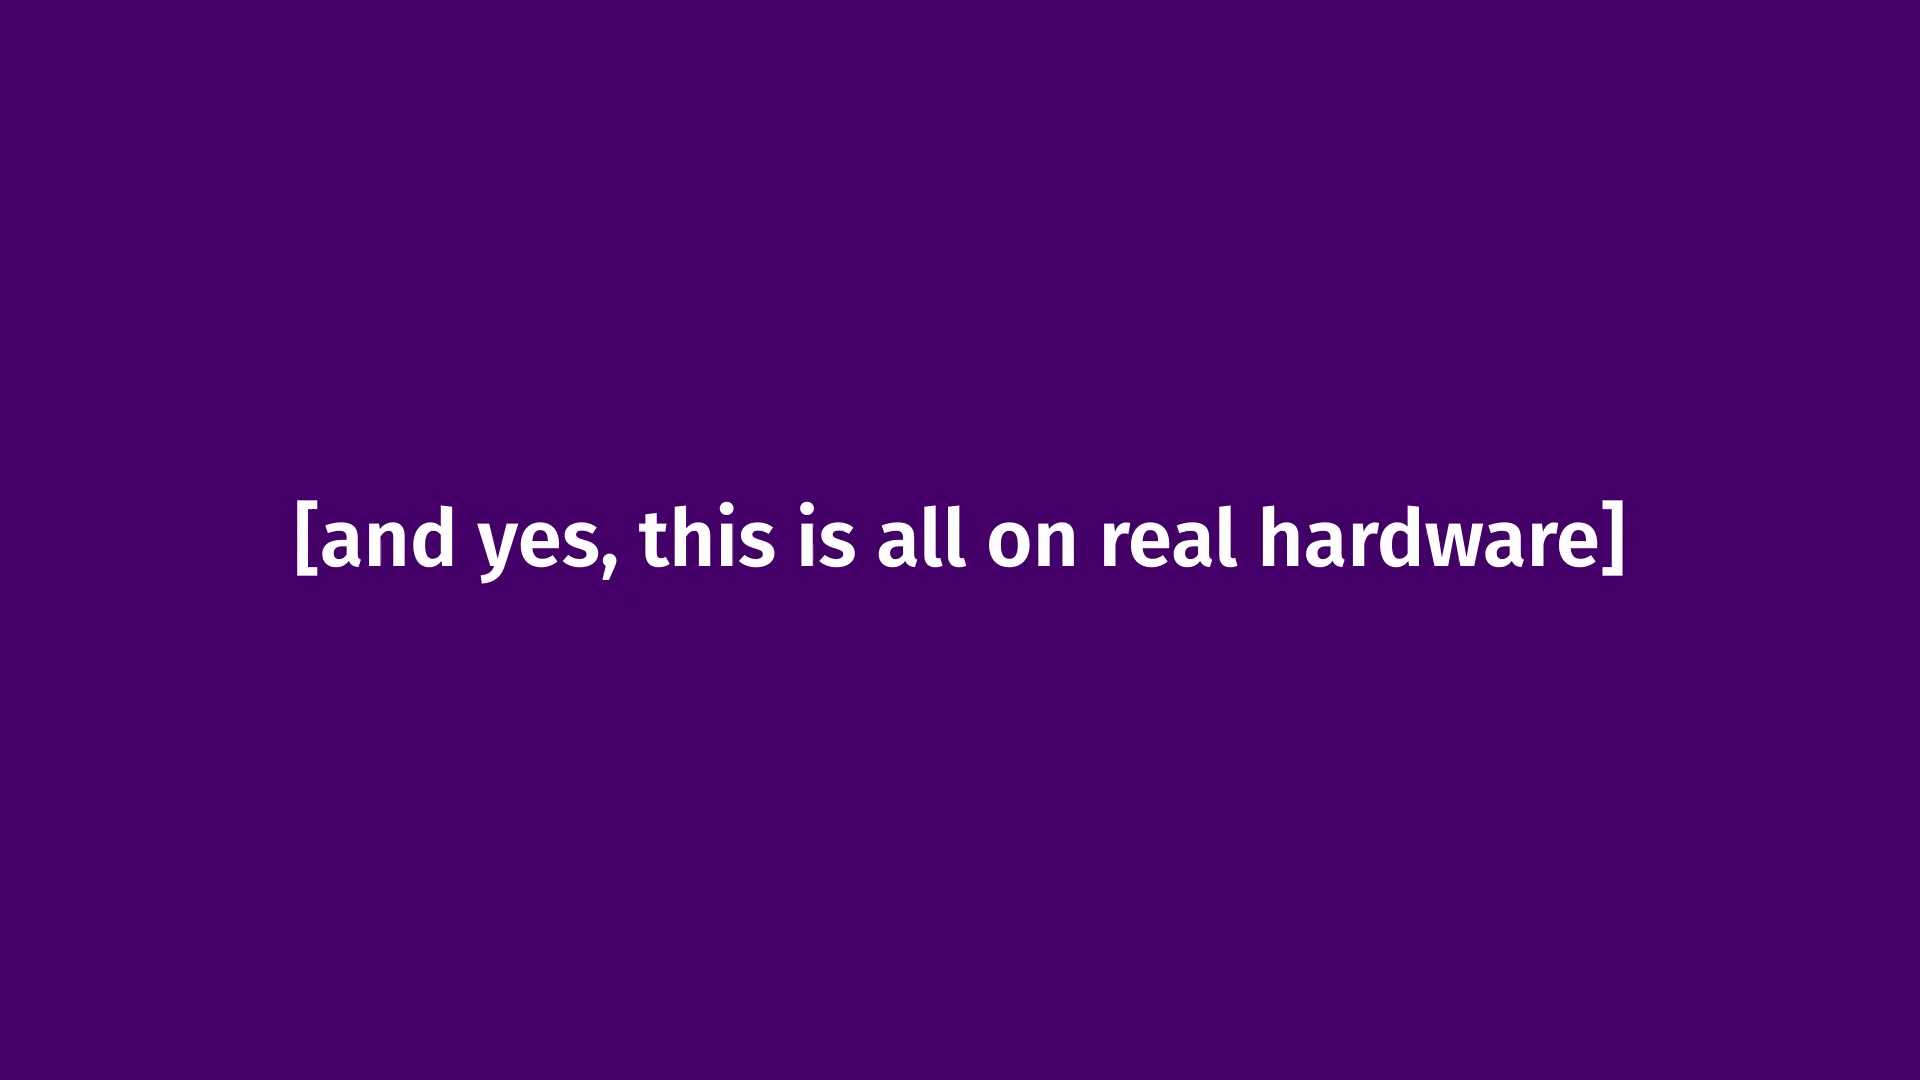 [and yes, this is all on real hardware]